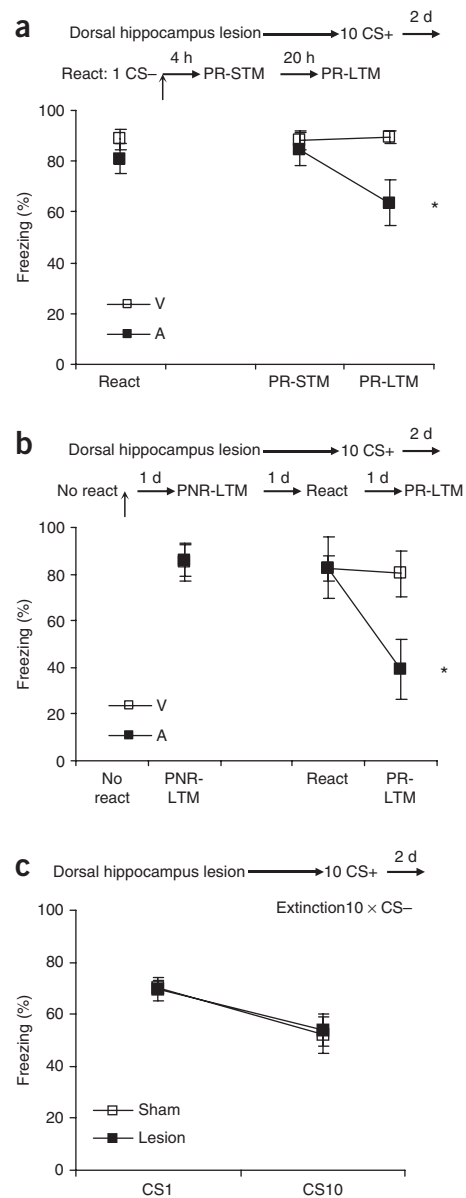 a
2 d
Dorsal hippocampus lesion 10 CS+
4 h 20 h
React: 1 CS– PR-STM PR-LTM
100
80
60
40
20
0
Freezing (%)
*
V
A
React PR-STM PR-LTM
b
2 d
Dorsal hippocampus lesion 10 CS+
1 d 1 d 1 d
No react PNR-LTM React PR-LTM
100
80
60
40
20
0
Freezing (%)
*
V
A
No PNR- React PR-
react LTM LTM
c
2 d
Dorsal hippocampus lesion 10 CS+
Extinction10 × CS–
100
80
60
40
20
0
Freezing (%)
Sham
Lesion
CS1 CS10